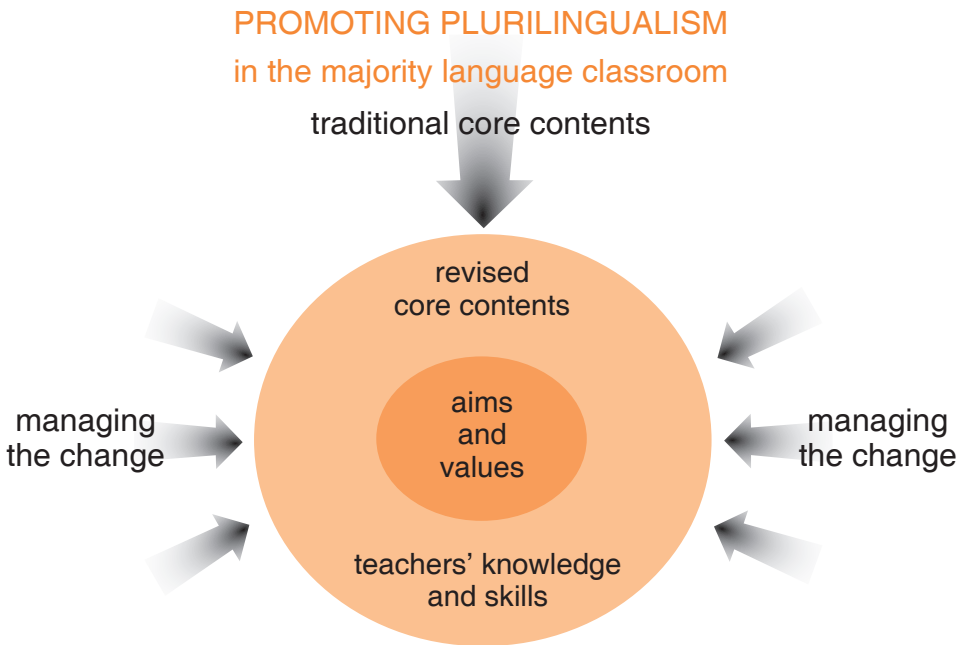 PROMOTING PLURILINGUALISM
in the majority language classroom
traditional core contents
revised
core contents
aims
and
values
managing
the change
managing
the change
teachers’ knowledge
and skills